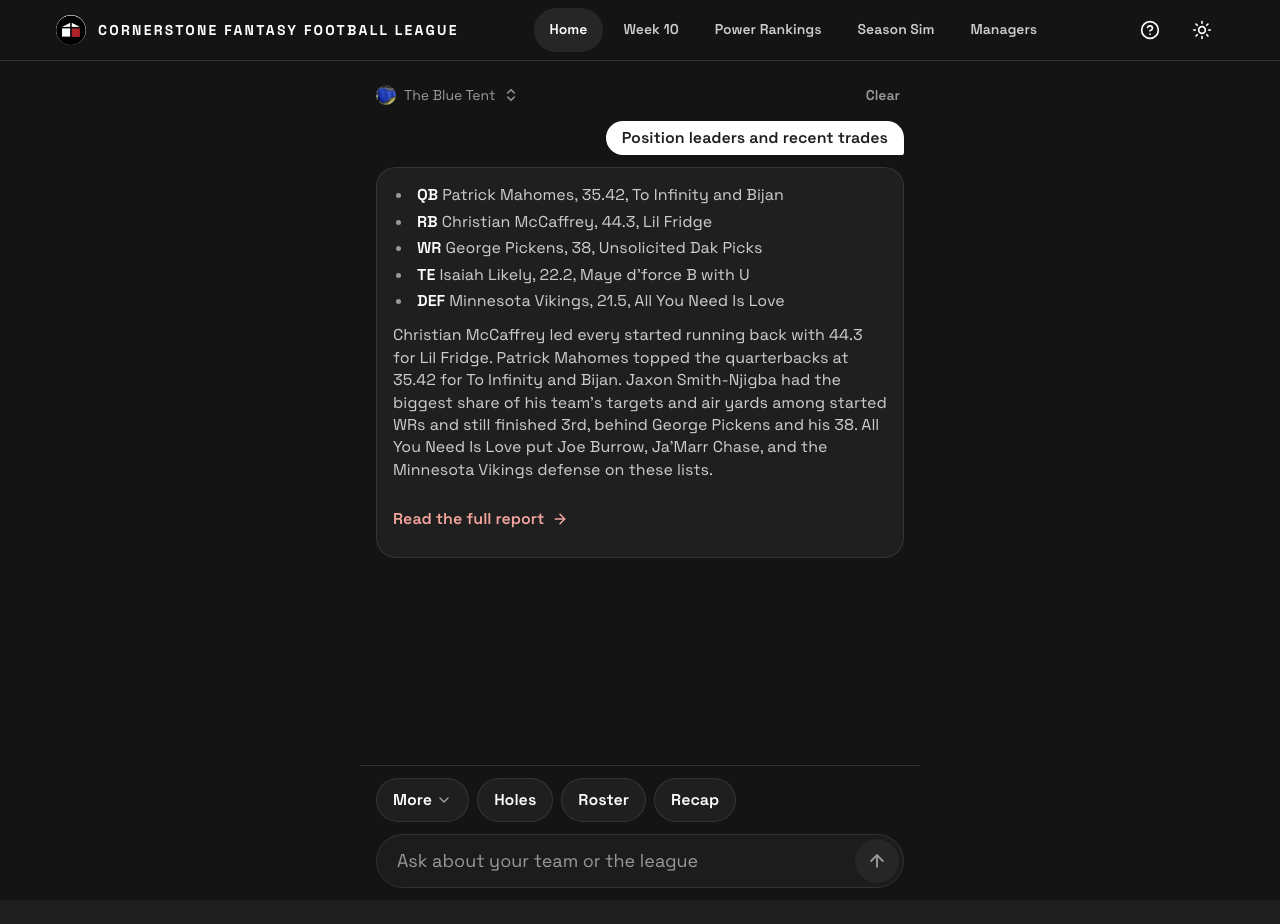 CORNERSTONE FANTASY FOOTBALL LEAGUE
Home
Week 10
Power Rankings
Season Sim
Managers
The Blue Tent
Clear
Position leaders and recent trades
• QB Patrick Mahomes, 35.42, To Infinity and Bijan
• RB Christian McCaffrey, 44.3, Lil Fridge
• WR George Pickens, 38, Unsolicited Dak Picks
• TE Isaiah Likely, 22.2, Maye d'force B with U
• DEF Minnesota Vikings, 21.5, All You Need Is Love
Christian McCaffrey led every started running back with 44.3
for Lil Fridge. Patrick Mahomes topped the quarterbacks at
35.42 for To Infinity and Bijan. Jaxon Smith-Njigba had the
biggest share of his team's targets and air yards among started
WRs and still finished 3rd, behind George Pickens and his 38. All
You Need Is Love put Joe Burrow, Ja'Marr Chase, and the
Minnesota Vikings defense on these lists.
Read the full report →
More
Holes
Roster
Recap
Ask about your team or the league